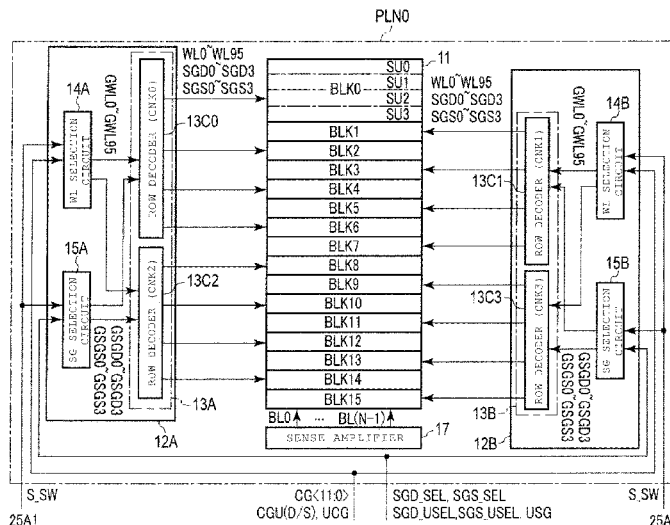 PLN0
11
WL0~WL95
SGD0~SGD3
SGS0~SGS3
SU0
SU1
BLK0
SU2
SU3
WL0~WL95
SGD0~SGD3
SGS0~SGS3
14A
GWL0~GWL95
WL SELECTION CIRCUIT
ROW DECODER (CNK0)
13C0
BLK1
BLK2
BLK3
BLK4
BLK5
BLK6
BLK7
BLK8
BLK9
BLK10
BLK11
BLK12
BLK13
BLK14
BLK15
13C1
ROW DECODER (CNK1)
GWL0~GWL95
14B
WL SELECTION CIRCUIT
15A
SG SELECTION CIRCUIT
GSGD0~GSGD3
GSGS0~GSGS3
ROW DECODER (CNK2)
13C2
13A
12A
13C3
ROW DECODER (CNK3)
GSGD0~GSGD3
GSGS0~GSGS3
15B
SG SELECTION CIRCUIT
13B
12B
BL0 ... BL(N-1)
SENSE AMPLIFIER
17
S_SW
CG<11:0>
CGU(D/S), UCG
SGD_SEL, SGS_SEL
SGD_USEL,SGS_USEL, USG
S_SW
25A1
25A